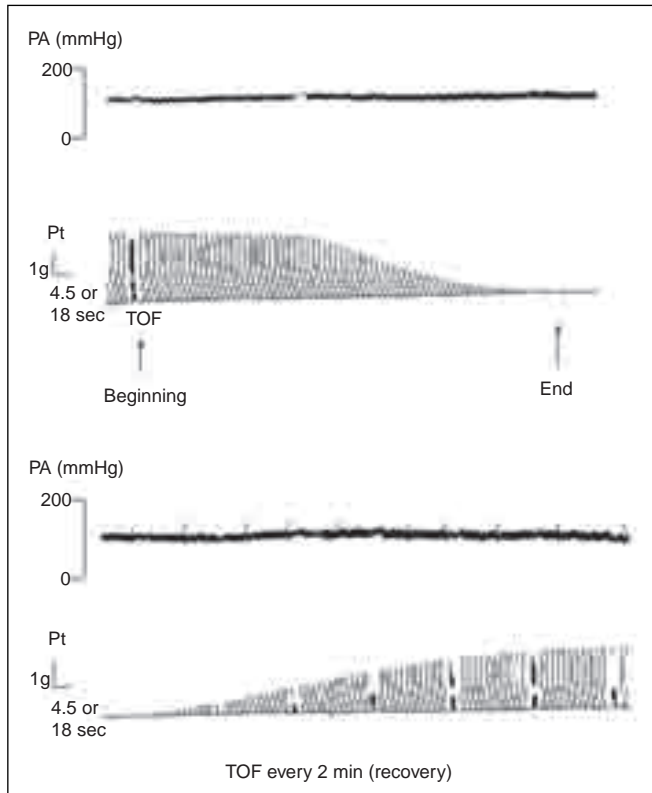 PA (mmHg)
200
0
Pt
1g
4.5 or
18 sec
TOF
Beginning
End
PA (mmHg)
200
0
Pt
1g
4.5 or
18 sec
TOF every 2 min (recovery)